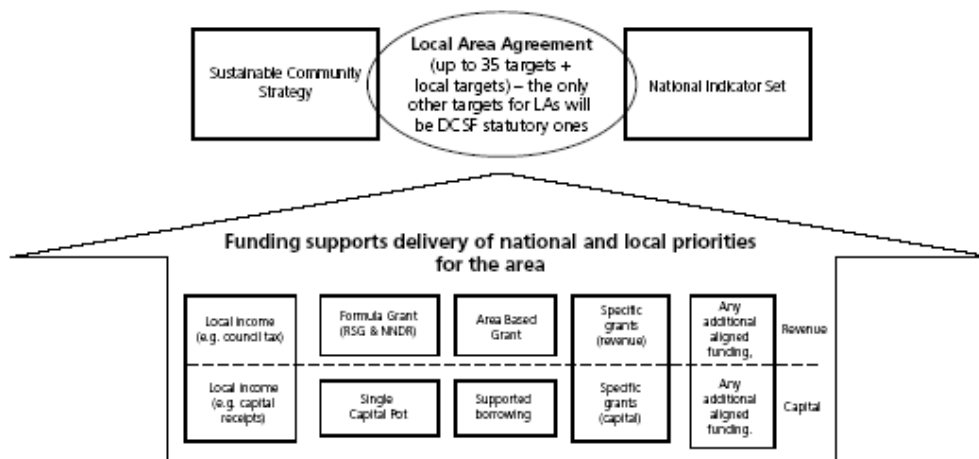 Sustainable Community
Strategy
Local Area Agreement
(up to 35 targets +
local targets) – the only
other targets for LAs will
be DCSF statutory ones
National Indicator Set
Funding supports delivery of national and local priorities
for the area
Local income
(e.g. council tax)
Formula Grant
(RSG & NNDR)
Area Based
Grant
Specific
grants
(revenue)
Any
additional
aligned
funding,
Revenue
Local income
(e.g. capital
receipts)
Single
Capital Pot
Supported
borrowing
Specific
grants
(capital)
Any
additional
aligned
funding.
Capital